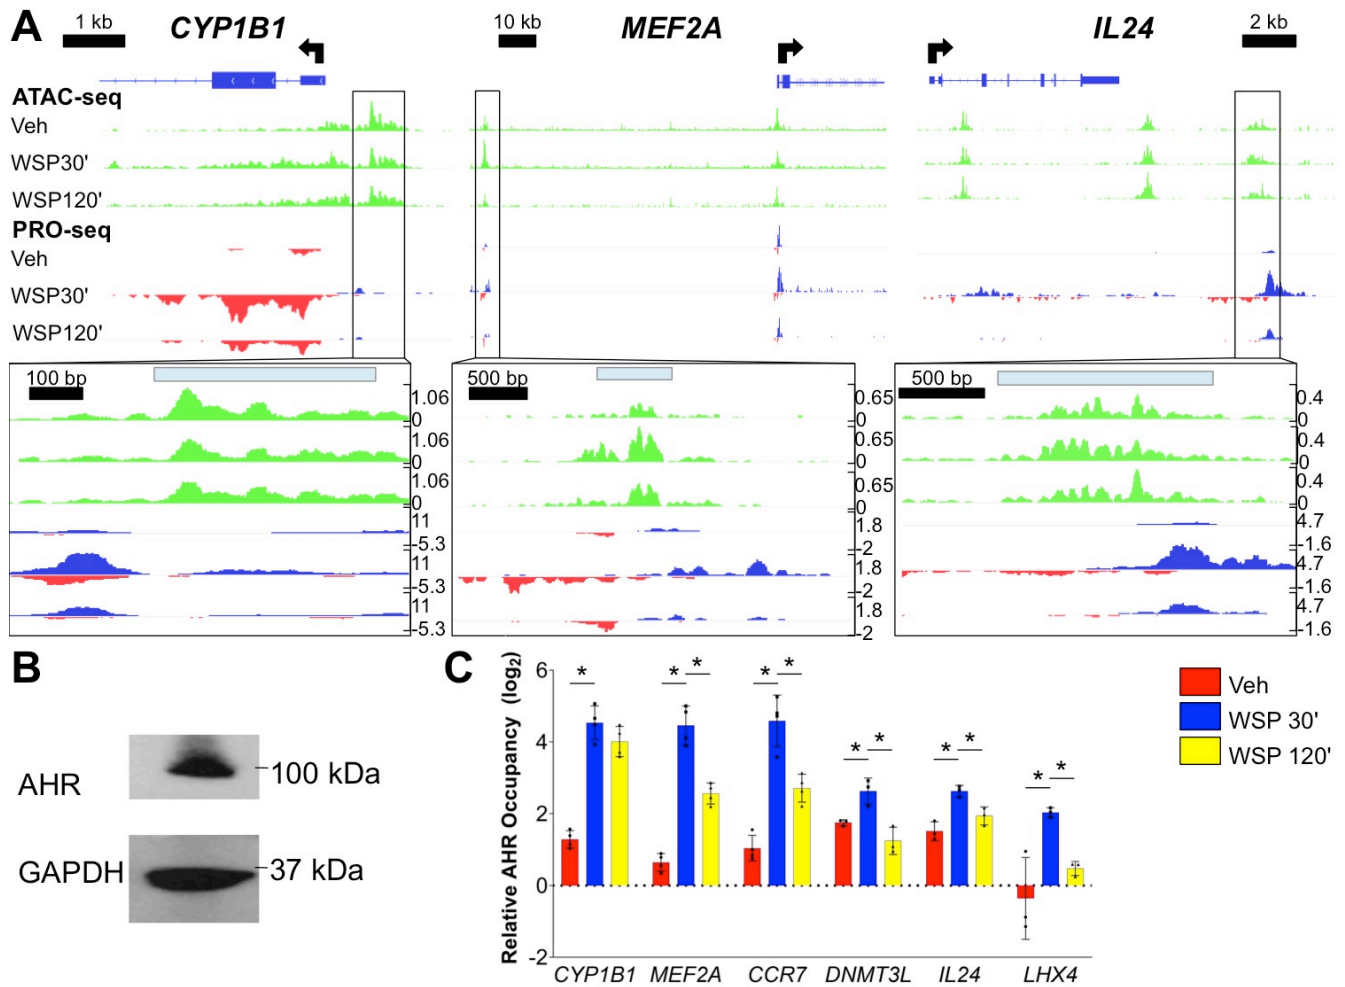 A
1 kb
CYP1B1
10 kb
MEF2A
IL24
2 kb
ATAC-seq
Veh
WSP30'
WSP120'
PRO-seq
Veh
WSP30'
WSP120'
100 bp
1.06
0
1.06
0
1.06
0
11
-5.3
11
-5.3
11
-5.3
500 bp
0.65
0
0.65
0
0.65
0
1.8
-2
1.8
-2
1.8
-2
500 bp
0.4
0
0.4
0
0.4
0
4.7
-1.6
4.7
-1.6
4.7
-1.6
B
AHR
100 kDa
GAPDH
37 kDa
C
Relative AHR Occupancy (log2)
6
4
2
0
-2
* * * * * * * * * * *
CYP1B1 MEF2A CCR7 DNMT3L IL24 LHX4
Veh
WSP 30'
WSP 120'